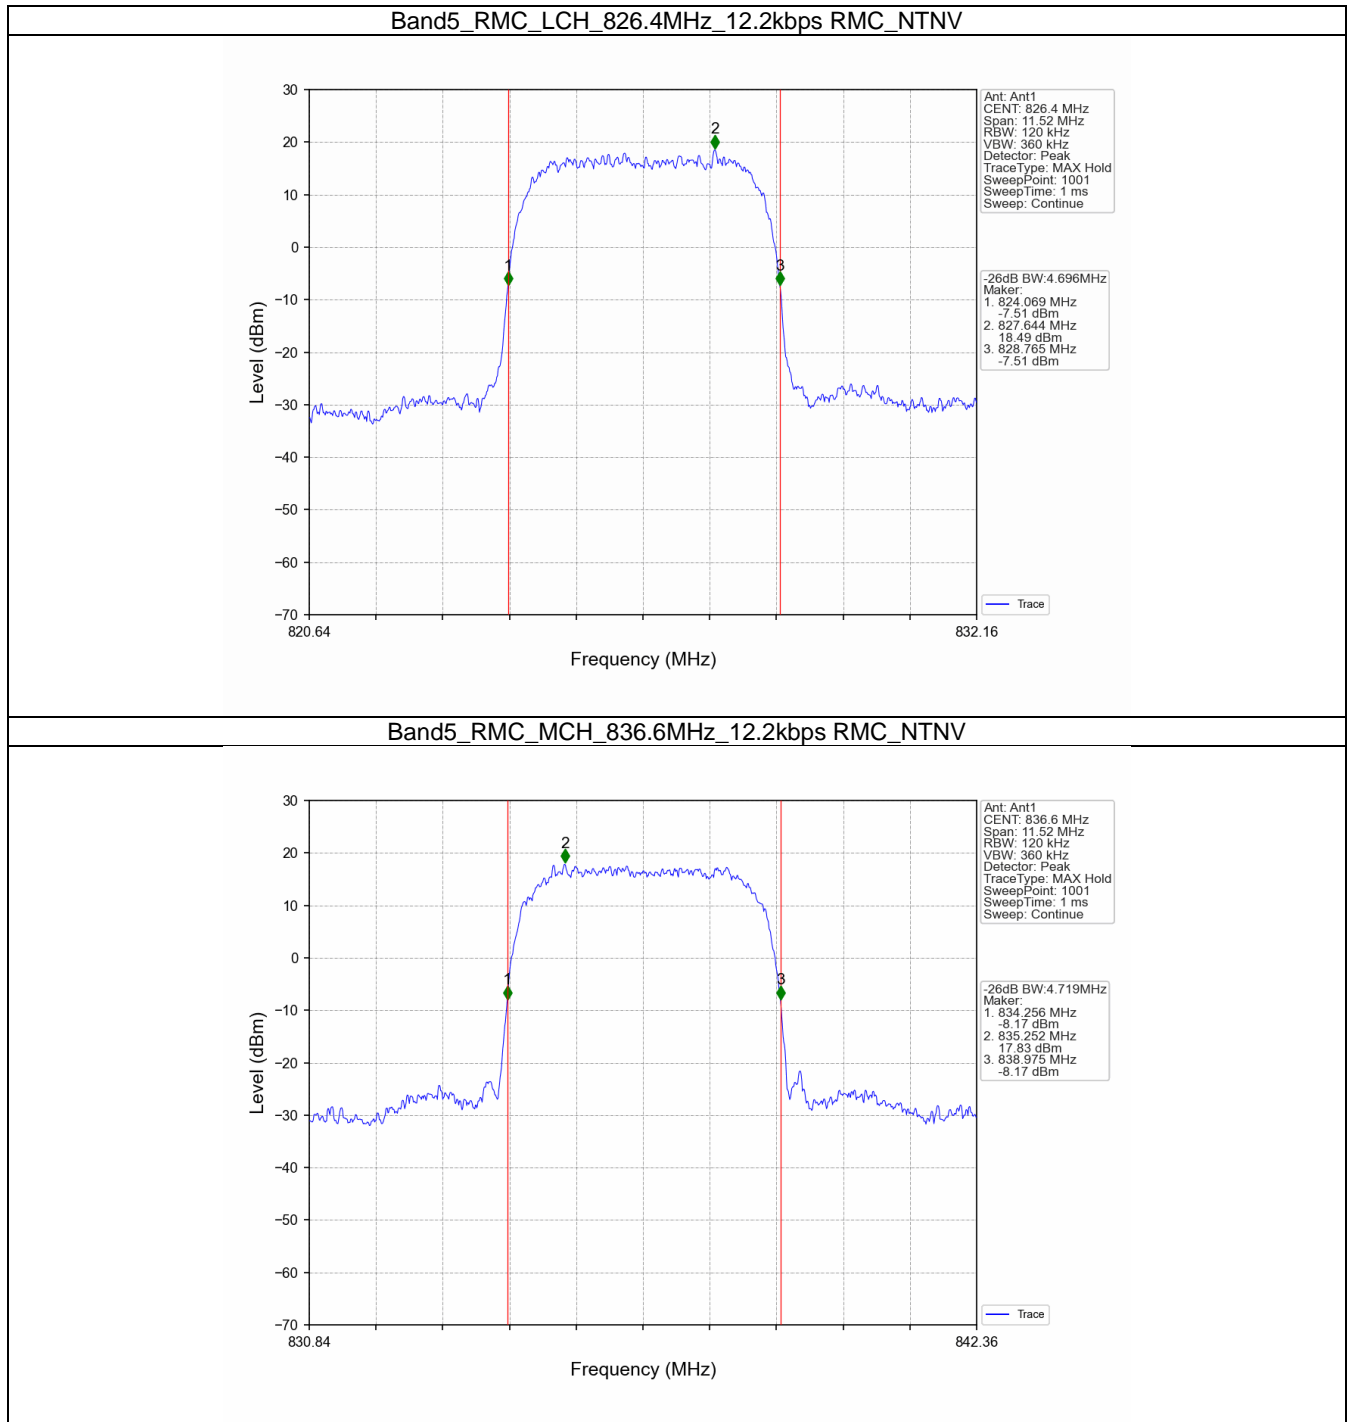 Band5_RMC_LCH_826.4MHz_12.2kbps RMC_NTNV
30
20
10
0
−10
−20
−30
−40
−50
−60
−70
Level (dBm)
820.64
832.16
Frequency (MHz)
1
2
3
Ant: Ant1
CENT: 826.4 MHz
Span: 11.52 MHz
RBW: 120 kHz
VBW: 360 kHz
Detector: Peak
TraceType: MAX Hold
SweepPoint: 1001
SweepTime: 1 ms
Sweep: Continue
-26dB BW:4.696MHz
Maker:
1. 824.069 MHz
-7.51 dBm
2. 827.644 MHz
18.49 dBm
3. 828.765 MHz
-7.51 dBm
Trace
Band5_RMC_MCH_836.6MHz_12.2kbps RMC_NTNV
30
20
10
0
−10
−20
−30
−40
−50
−60
−70
Level (dBm)
830.84
842.36
Frequency (MHz)
1
2
3
Ant: Ant1
CENT: 836.6 MHz
Span: 11.52 MHz
RBW: 120 kHz
VBW: 360 kHz
Detector: Peak
TraceType: MAX Hold
SweepPoint: 1001
SweepTime: 1 ms
Sweep: Continue
-26dB BW:4.719MHz
Maker:
1. 834.256 MHz
-8.17 dBm
2. 835.252 MHz
17.83 dBm
3. 838.975 MHz
-8.17 dBm
Trace